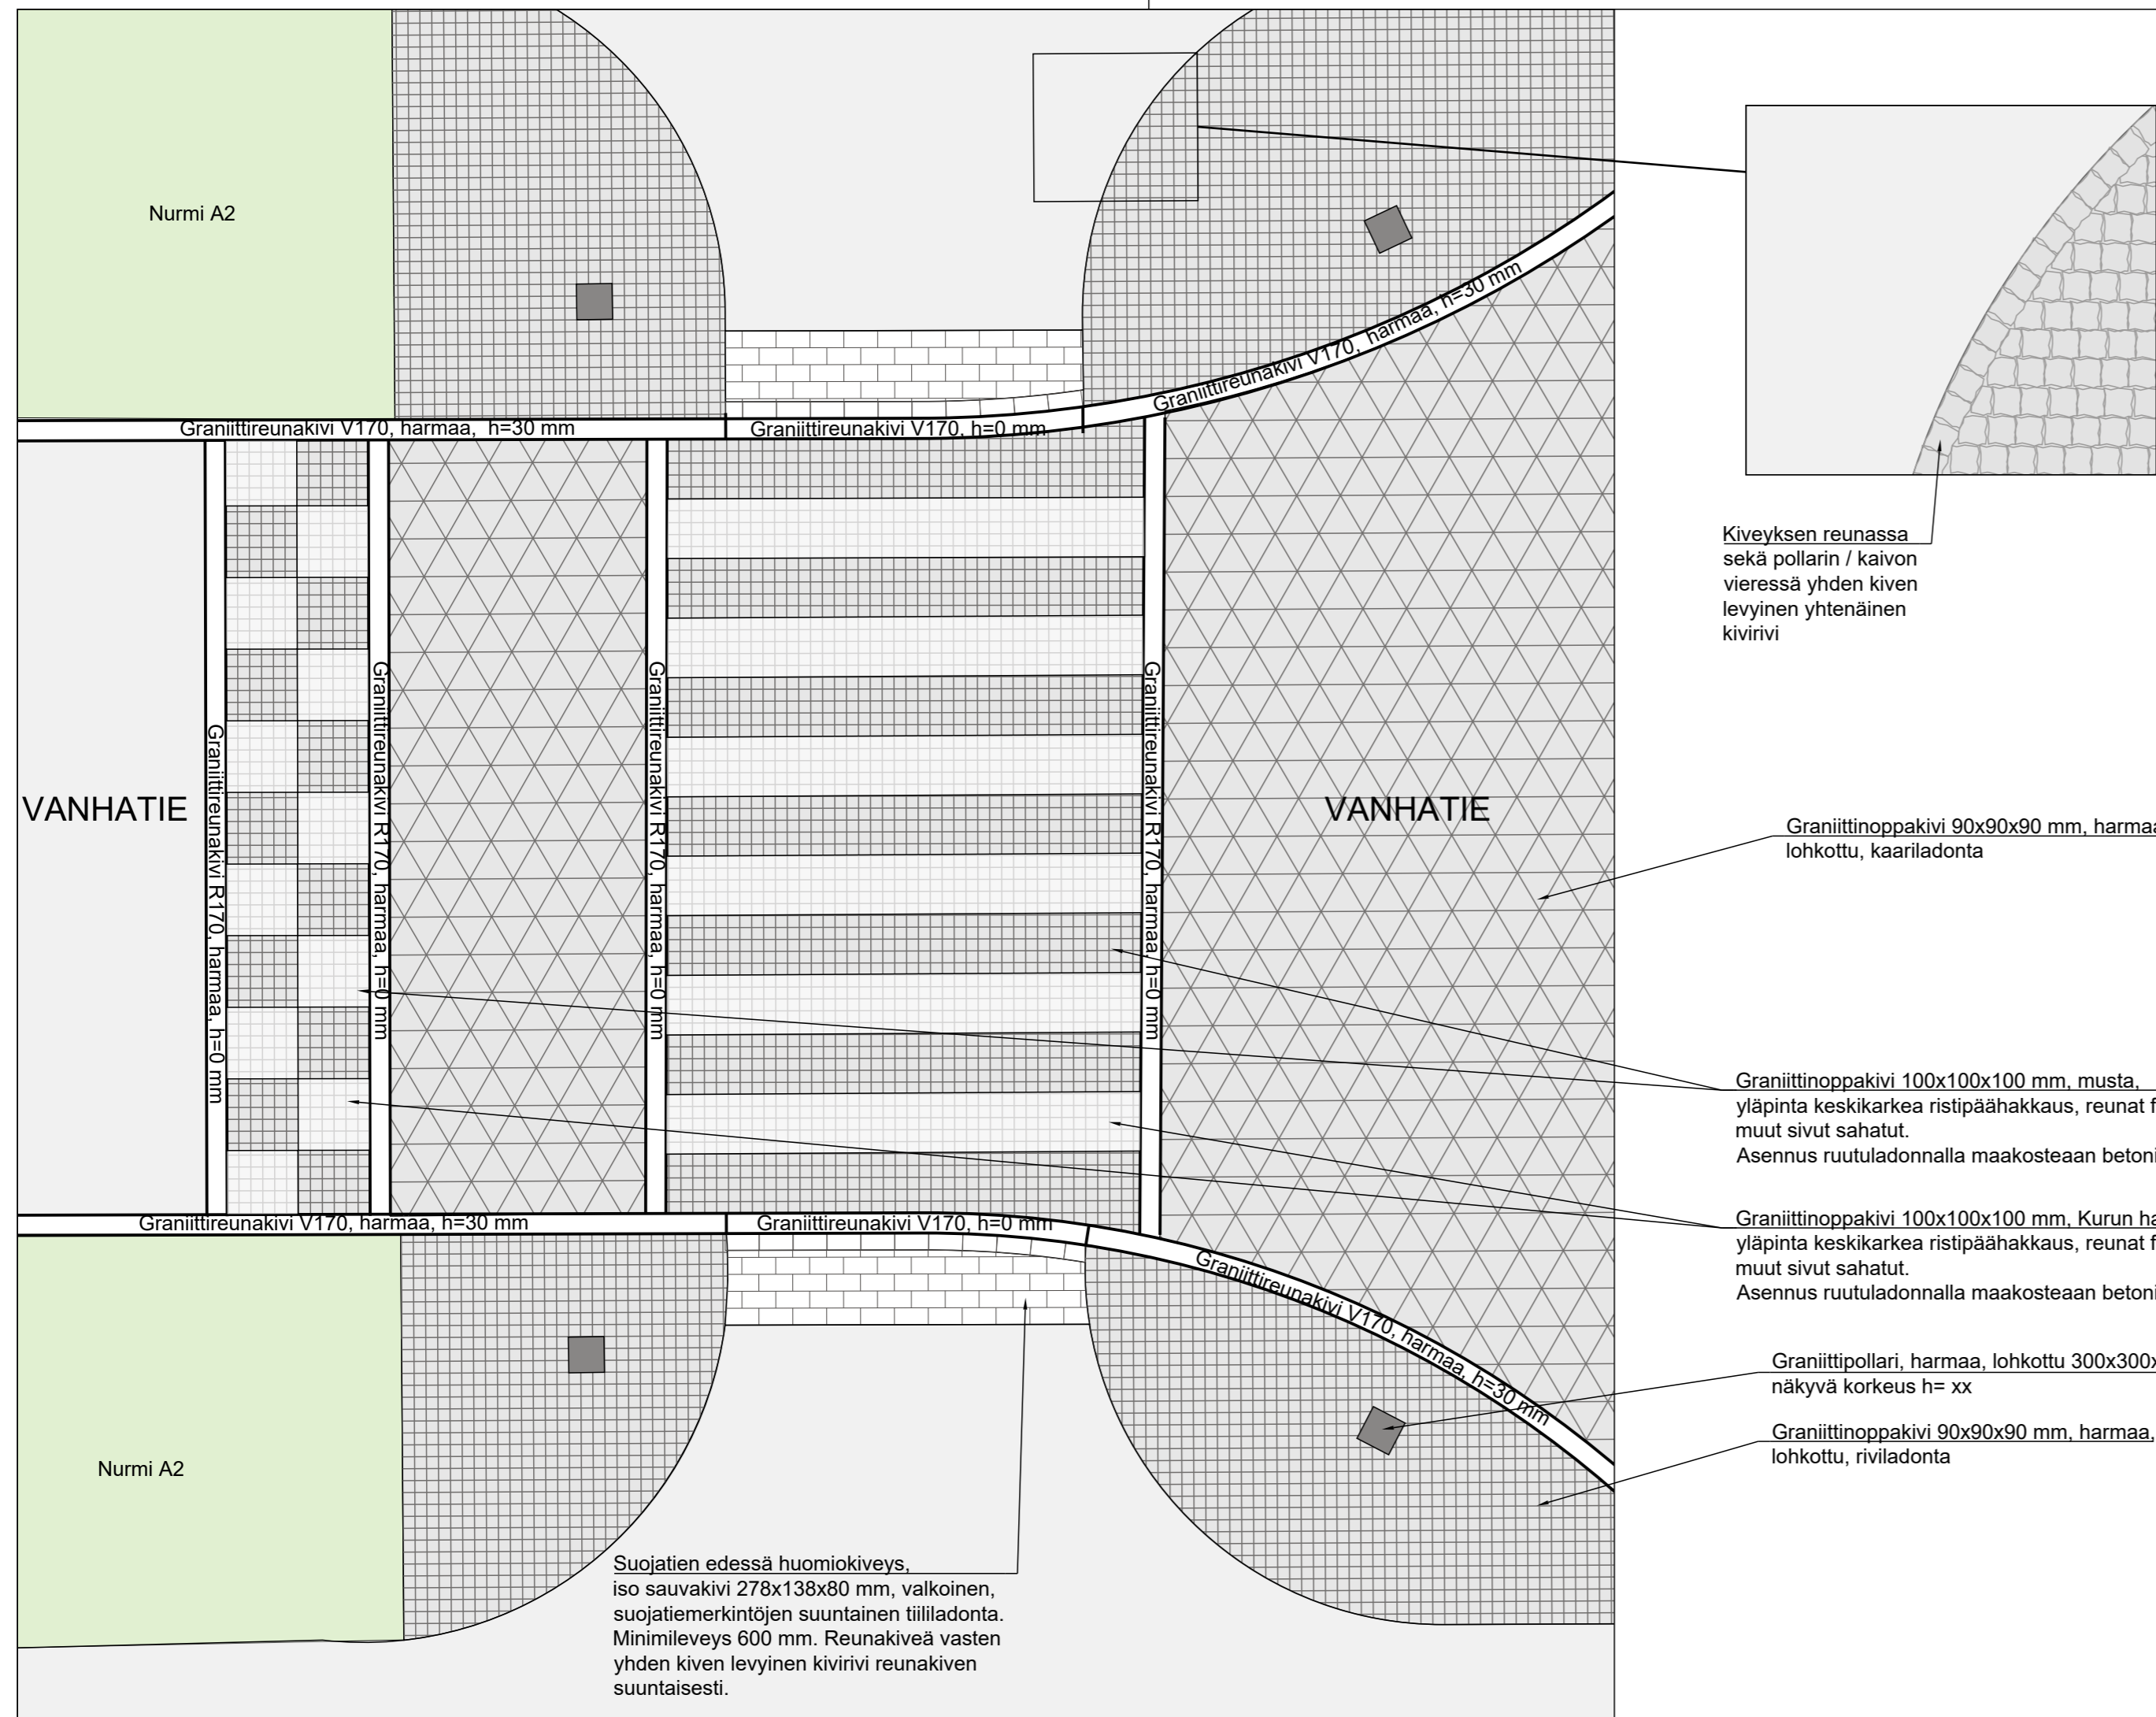 Nurmi A2
Graniittireunakivi V170, harmaa, h=30 mm
Graniittireunakivi V170, h=0 mm
Graniittireunakivi V170, harmaa, h=30 mm
Kiveyksen reunassa
sekä pollarin / kaivon
vieressä yhden kiven
levyinen yhtenäinen
kivirivi
VANHATIE
Graniittireunakivi R170, harmaa, h=0 mm
Graniittireunakivi R170, harmaa, h=0 mm
Graniittireunakivi R170, harmaa, h=0 mm
Graniittireunakivi R170, harmaa, h=0 mm
VANHATIE
Graniittinoppakivi 90x90x90 mm, harmaa
lohkottu, kaariladonta
Graniittinoppakivi 100x100x100 mm, musta,
yläpinta keskikarkea ristipäähakkaus, reunat f
muut sivut sahatut.
Asennus ruutuladonnalla maakosteaan betoni
Graniittinoppakivi 100x100x100 mm, Kurun ha
yläpinta keskikarkea ristipäähakkaus, reunat f
muut sivut sahatut.
Asennus ruutuladonnalla maakosteaan betoni
Graniittireunakivi V170, harmaa, h=30 mm
Graniittireunakivi V170, h=0 mm
Graniittireunakivi V170, harmaa, h=30 mm
Graniittipollari, harmaa, lohkottu 300x300x
näkyvä korkeus h= xx
Graniittinoppakivi 90x90x90 mm, harmaa,
lohkottu, riviladonta
Nurmi A2
Suojatien edessä huomiokiveys,
iso sauvakivi 278x138x80 mm, valkoinen,
suojatiemerkintöjen suuntainen tiililadonta.
Minimileveys 600 mm. Reunakiveä vasten
yhden kiven levyinen kivirivi reunakiven
suuntaisesti.